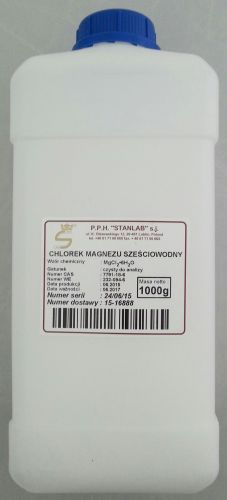 P.P.H. "STANLAB" s.j.
CHLOREK MAGNEZU SZEŚCIOWODNY
Wzór chemiczny : MgCl2•6H2O
Gatunek : czysty do analizy
Numer CAS : 7791-18-6
Numer WE : 232-094-6
Data produkcji : 06.2015
Data ważności : 06.2017
Masa netto
1000g
Numer serii : 24/06/15
Numer dostawy : 15-16888